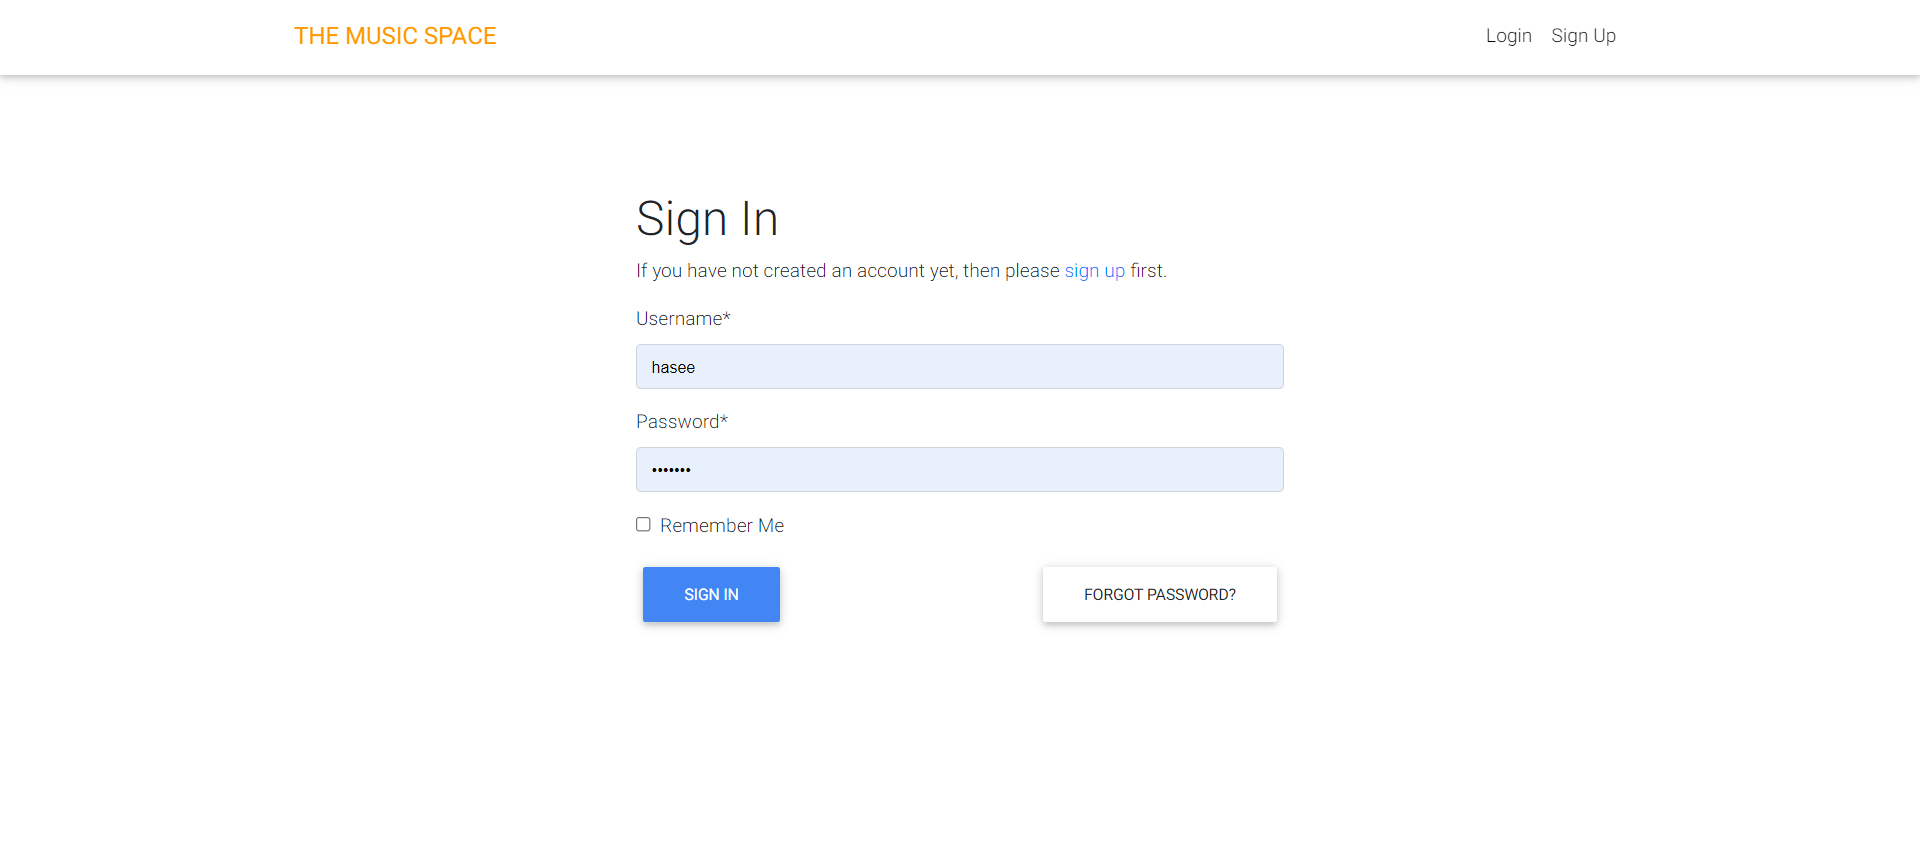 THE MUSIC SPACE
Login Sign Up
Sign In
If you have not created an account yet, then please sign up first.
Username*
hasee
Password*
•••••••
Remember Me
SIGN IN
FORGOT PASSWORD?